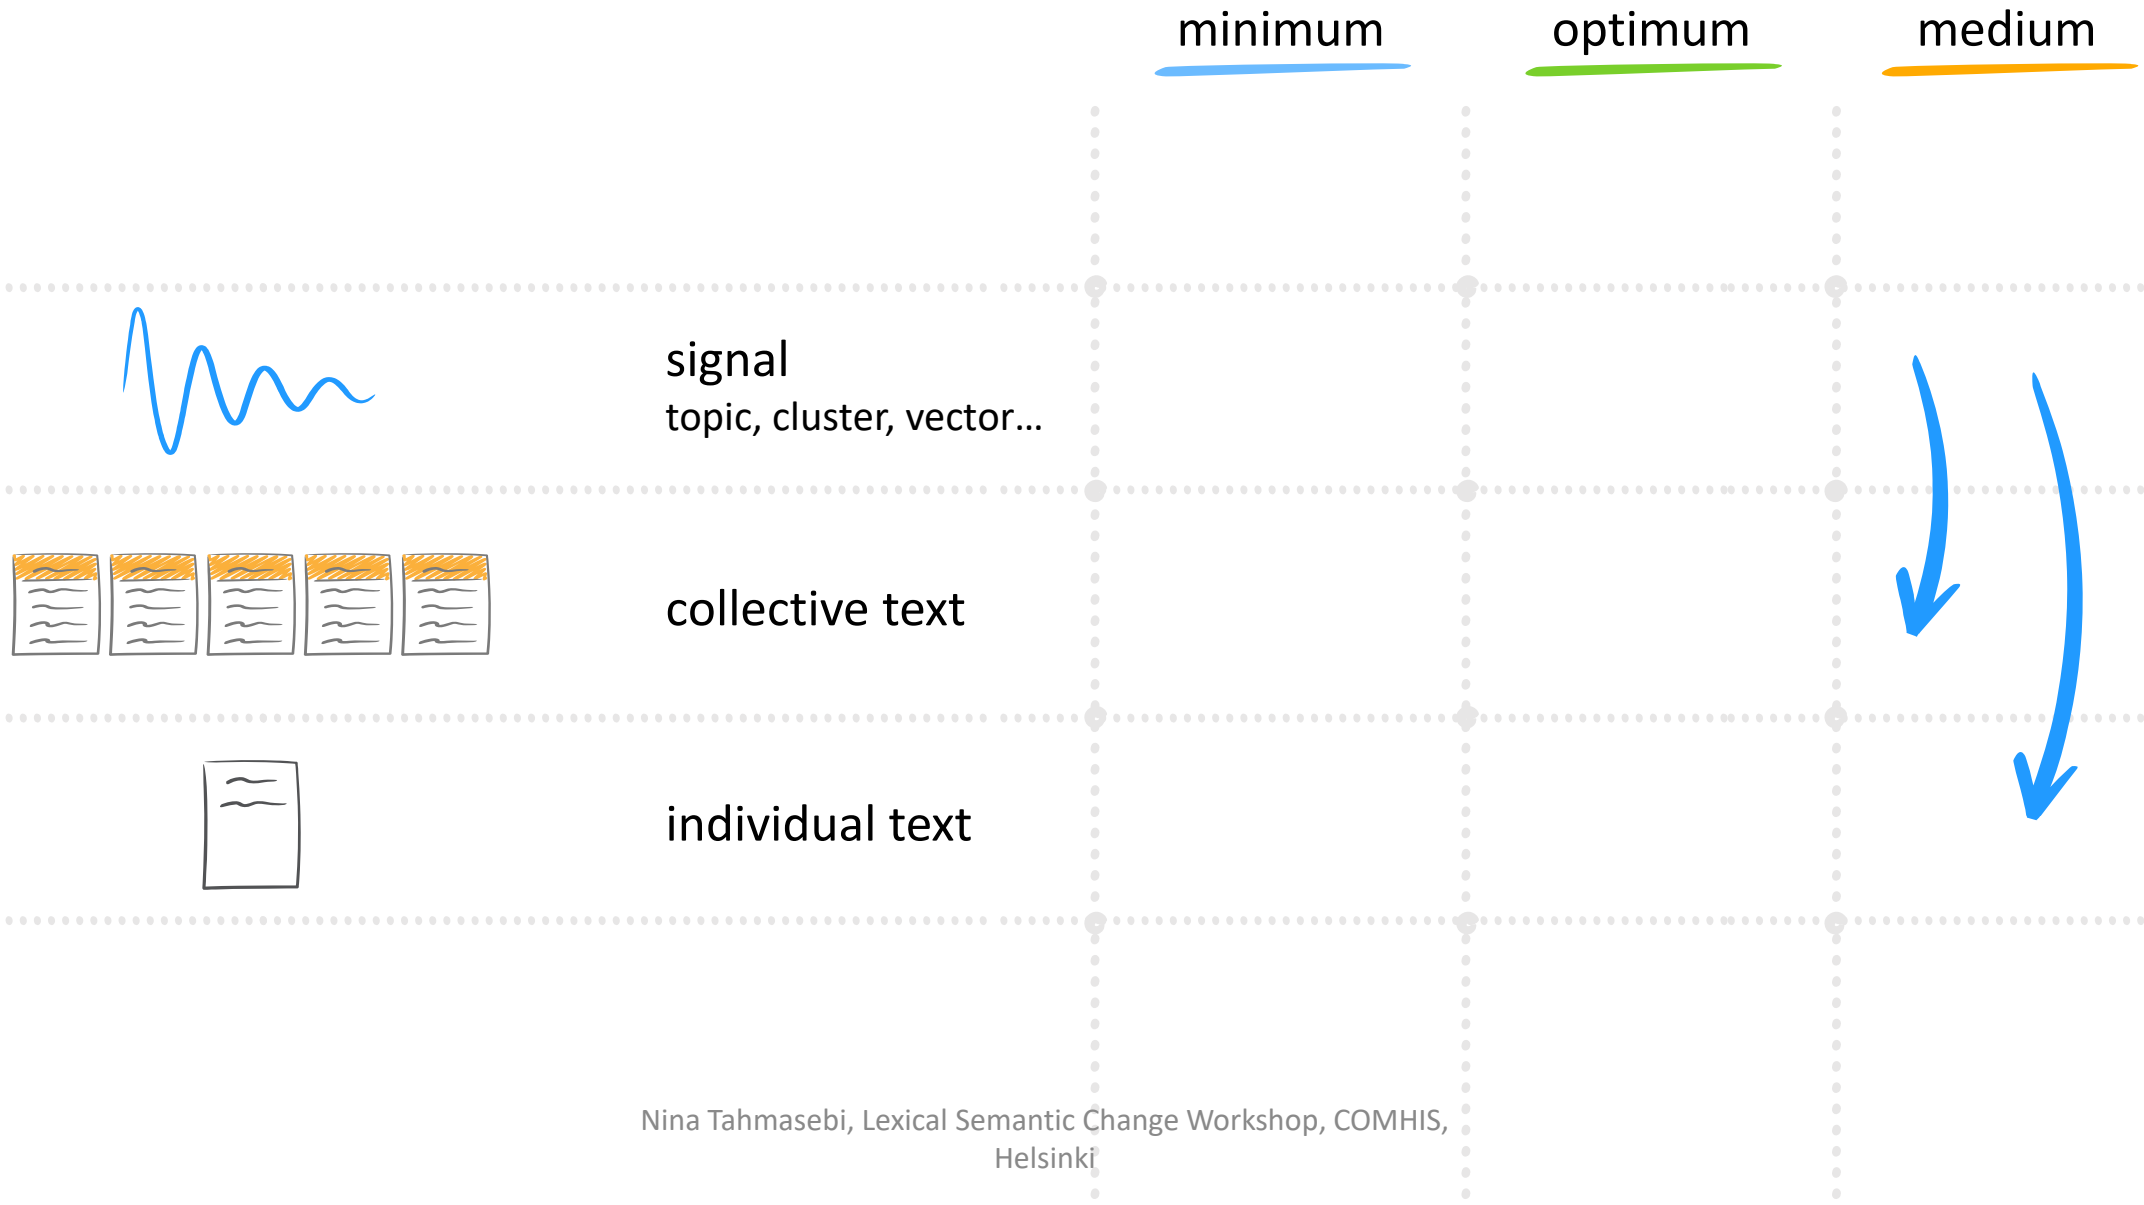 minimum optimum medium
signal
topic, cluster, vector…
collective text
individual text
Nina Tahmasebi, Lexical Semantic Change Workshop, COMHIS,
Helsinki